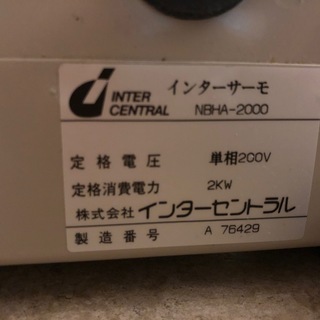 INTER CENTRAL インターサーモ
NBHA-2000
定格電圧 単相200V
定格消費電力 2KW
株式会社 インターセントラル
製造番号 A 76429